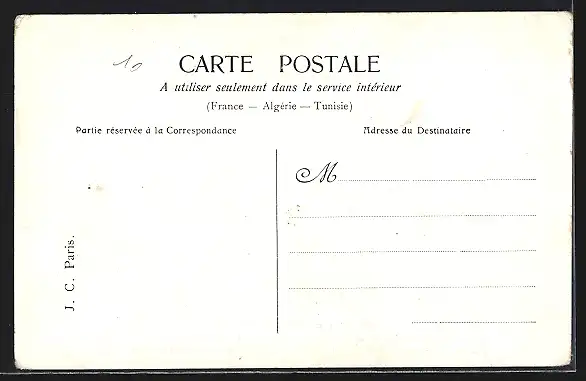 10
CARTE POSTALE
A utiliser seulement dans le service intérieur
(France — Algérie — Tunisie)
Partie réservée à la Correspondance
Adresse du Destinataire
M
J. C. Paris.